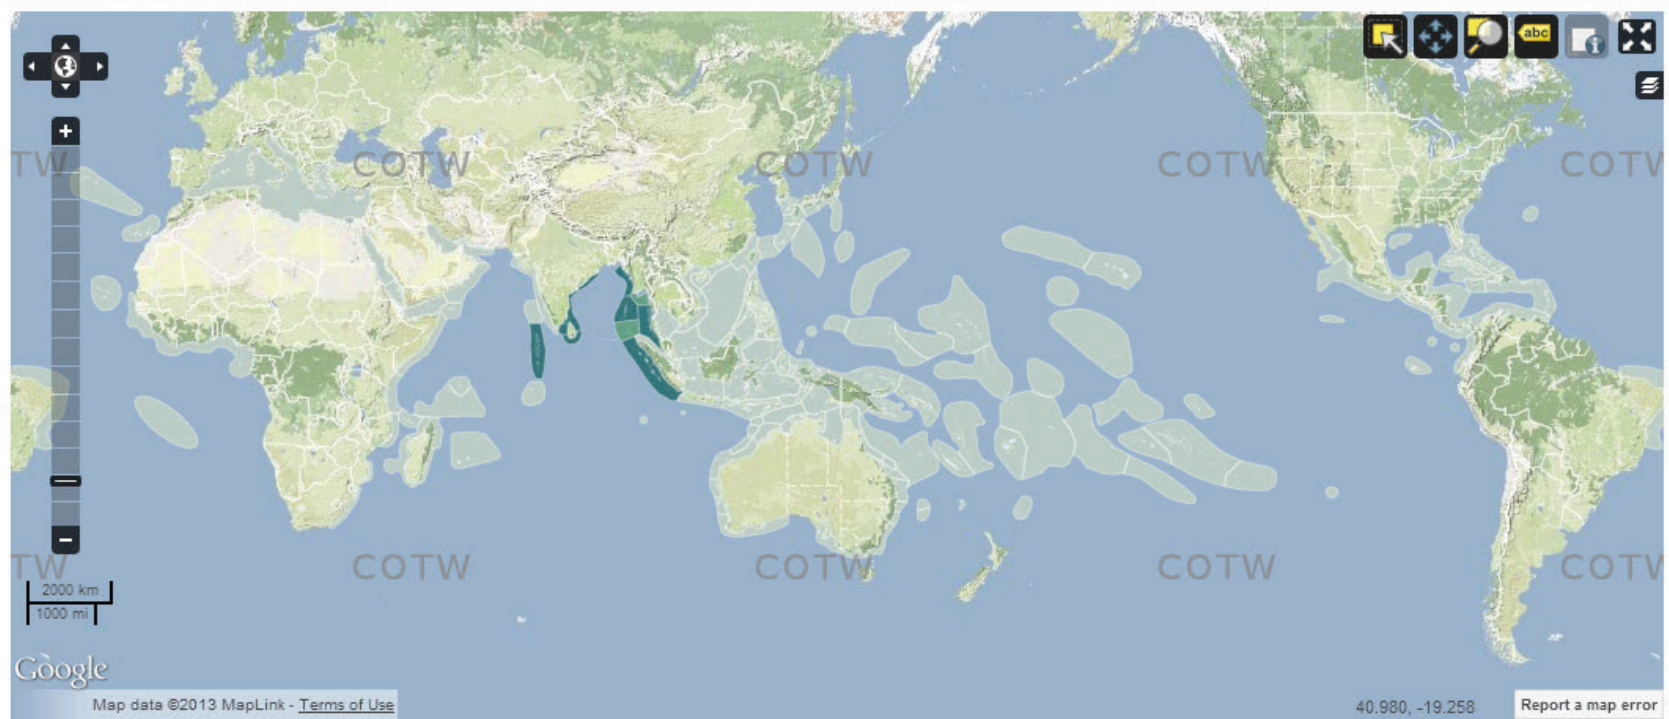 abc
i
TW COTW COTW COTW COTW
TW COTW COTW COTW COTW
2000 km
1000 mi
Google
Map data ©2013 MapLink - Terms of Use
40.980, -19.258
Report a map error